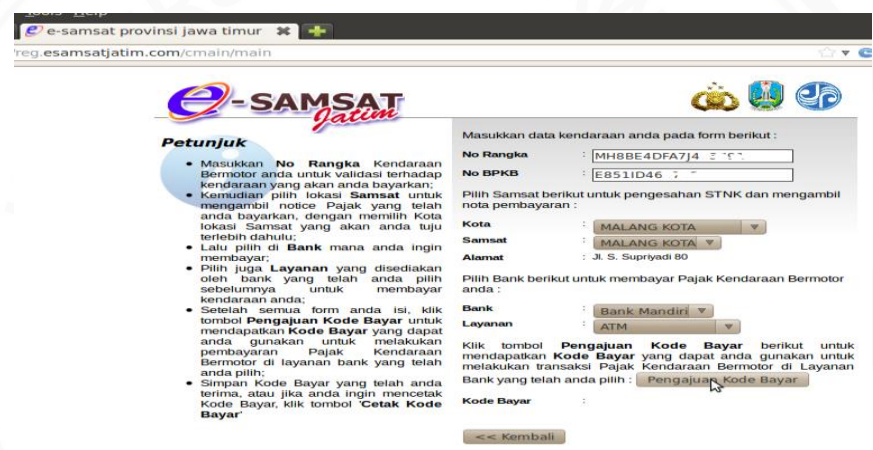 Tools Help
e-samsat provinsi jawa timur
reg.esamsatjatim.com/cmain/main
e-SAMSAT
Jatim
Petunjuk
• Masukkan No Rangka Kendaraan
Bermotor anda untuk validasi terhadap
kendaraan yang akan anda bayarkan;
• Kemudian pilih lokasi Samsat untuk
mengambil notice Pajak yang telah
anda bayarkan, dengan memilih Kota
lokasi Samsat yang akan anda tuju
terlebih dahulu;
• Lalu pilih di Bank mana anda ingin
membayar;
• Pilih juga Layanan yang disediakan
oleh bank yang telah anda pilih
sebelumnya untuk membayar
kendaraan anda;
• Setelah semua form anda isi, klik
tombol Pengajuan Kode Bayar untuk
mendapatkan Kode Bayar yang dapat
anda gunakan untuk melakukan
pembayaran Pajak Kendaraan
Bermotor di layanan bank yang telah
anda pilih;
• Simpan Kode Bayar yang telah anda
terima, atau jika anda ingin mencetak
Kode Bayar, klik tombol 'Cetak Kode
Bayar'
Masukkan data kendaraan anda pada form berikut :
No Rangka : MH8BE4DFA7J4
No BPKB : E851ID46
Pilih Samsat berikut untuk pengesahan STNK dan mengambil
nota pembayaran :
Kota : MALANG KOTA
Samsat : MALANG KOTA
Alamat : Jl. S. Supriyadi 80
Pilih Bank berikut untuk membayar Pajak Kendaraan Bermotor
anda :
Bank : Bank Mandiri
Layanan : ATM
Klik tombol Pengajuan Kode Bayar berikut untuk
mendapatkan Kode Bayar yang dapat anda gunakan untuk
melakukan transaksi Pajak Kendaraan Bermotor di Layanan
Bank yang telah anda pilih : Pengajuan Kode Bayar
Kode Bayar :
<< Kembali